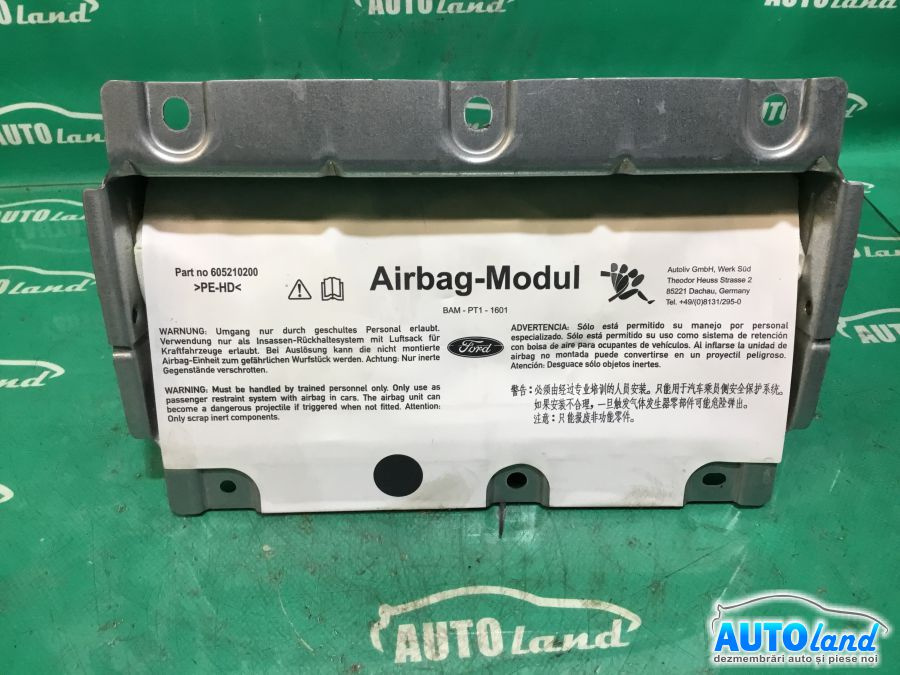 AUTOland
AUTOland
AUTOland
AUTOland
AUTOland
Part no 605210200
>PE-HD<
Airbag-Modul
BAM - PT1 - 1601
Autoliv GmbH, Werk Süd
Theodor Heuss Strasse 2
85221 Dachau, Germany
Tel. +49/(0)8131/295-0
WARNUNG: Umgang nur durch geschultes Personal erlaubt.
Verwendung nur als Insassen-Rückhaltesystem mit Luftsack für
Kraftfahrzeuge erlaubt. Bei Auslösung kann die nicht montierte
Airbag-Einheit zum gefährlichen Wurfstück werden. Achtung: Nur inerte
Gegenstände verschrotten.
WARNING: Must be handled by trained personnel only. Only use as
passenger restraint system with airbag in cars. The airbag unit can
become a dangerous projectile if triggered when not fitted. Attention:
Only scrap inert components.
Ford
ADVERTENCIA: Sólo está permitido su manejo por personal
especializado. Sólo está permitido su uso como sistema de retención
con bolsa de aire para ocupantes de vehículos. Al inflarse la unidad de
airbag no montada puede convertirse en un proyectil peligroso.
Atención: Desguace sólo objetos inertes.
警告：必须由经过专业培训的人员安装。只能用于汽车乘员侧安全保护系统。
如果安装不合理，一旦触发气体发生器零部件可能危险弹出。
注意：只能报废非功能零件。
AUTOland
AUTOland
dezmembrări auto și piese noi